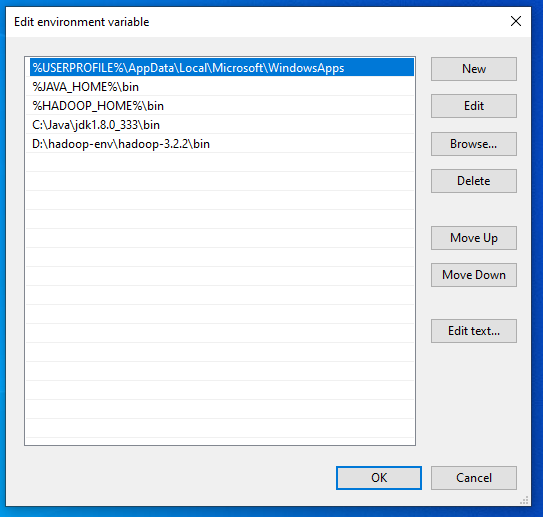 Edit environment variable
%USERPROFILE%\AppData\Local\Microsoft\WindowsApps
%JAVA_HOME%\bin
%HADOOP_HOME%\bin
C:\Java\jdk1.8.0_333\bin
D:\hadoop-env\hadoop-3.2.2\bin
New
Edit
Browse...
Delete
Move Up
Move Down
Edit text...
OK
Cancel